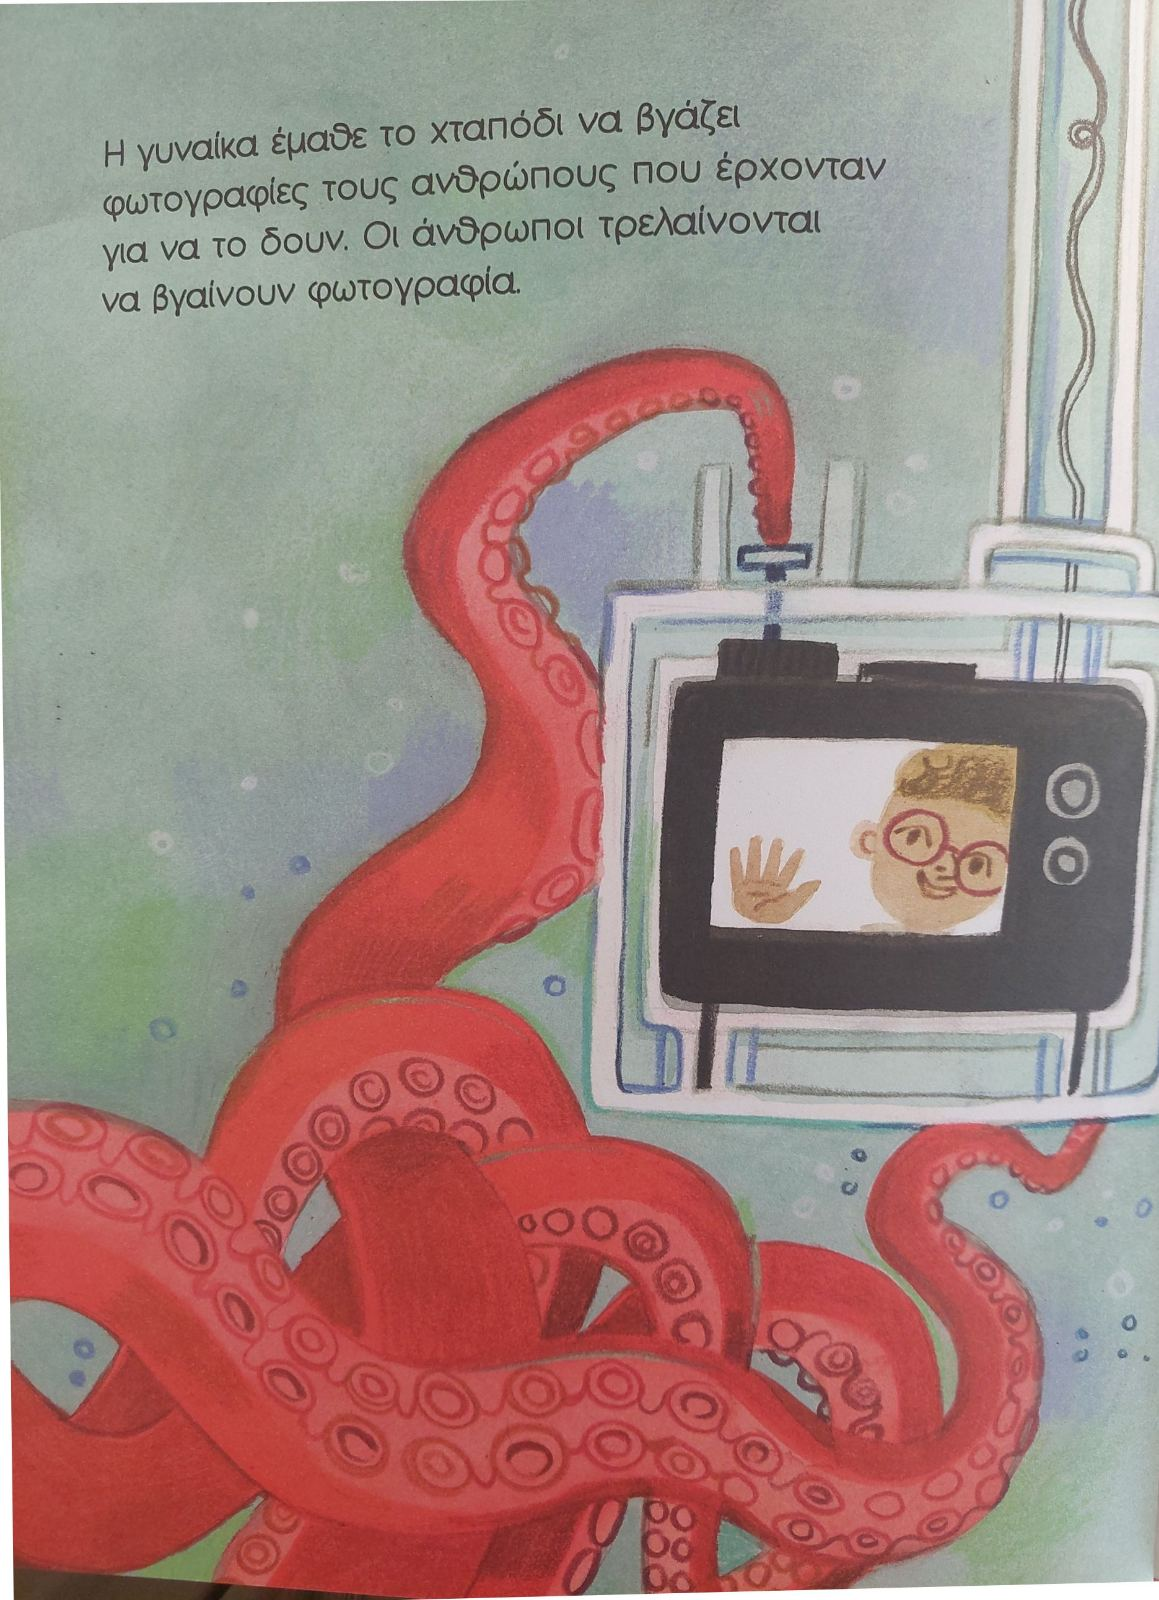 Η γυναίκα έμαθε το χταπόδι να βγάζει
φωτογραφίες τους ανθρώπους που έρχονταν
για να το δουν. Οι άνθρωποι τρελαίνονται
να βγαίνουν φωτογραφία.